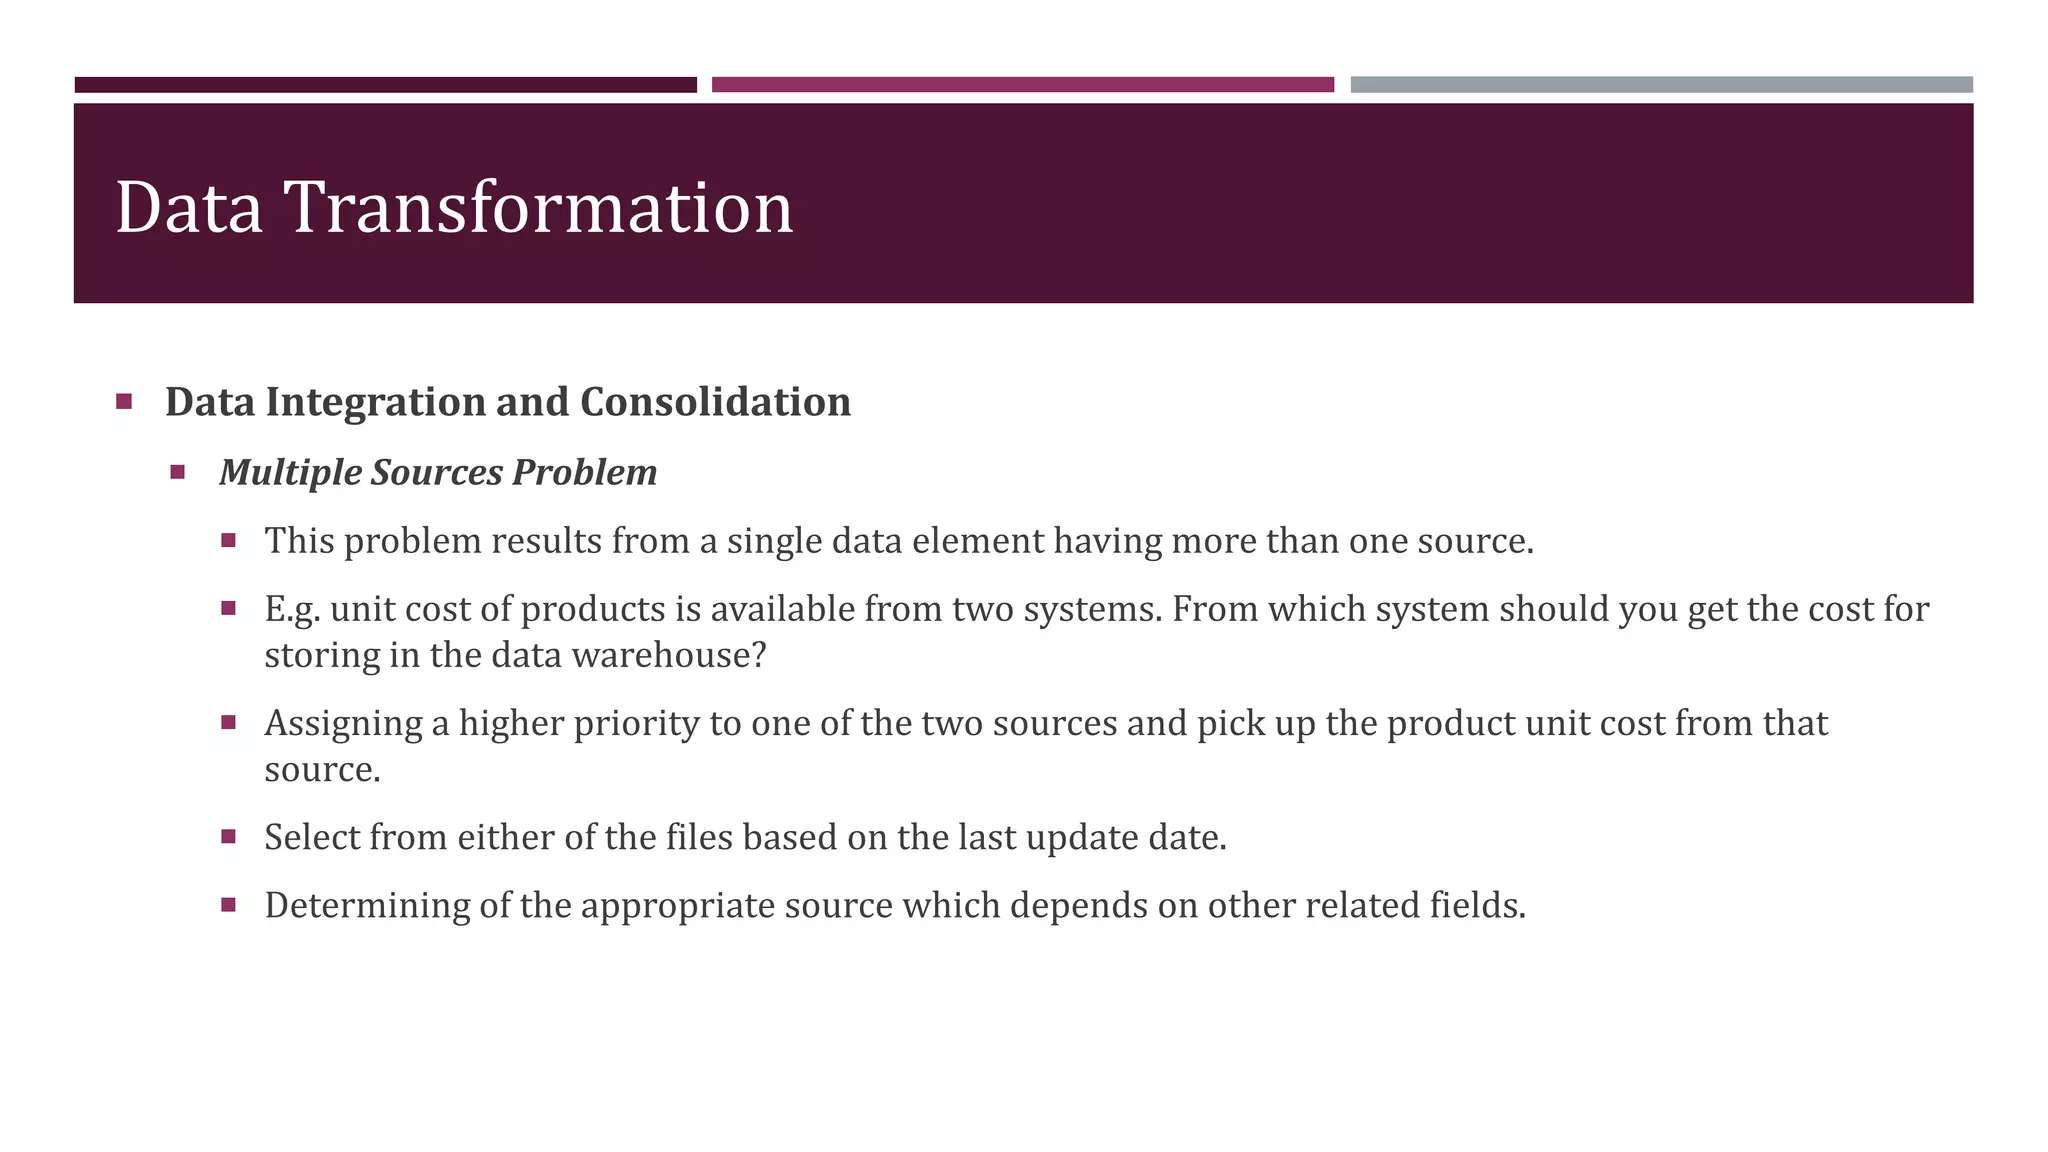 Data Transformation
Data Integration and Consolidation
Multiple Sources Problem
This problem results from a single data element having more than one source.
E.g. unit cost of products is available from two systems. From which system should you get the cost for
storing in the data warehouse?
Assigning a higher priority to one of the two sources and pick up the product unit cost from that
source.
Select from either of the files based on the last update date.
Determining of the appropriate source which depends on other related fields.